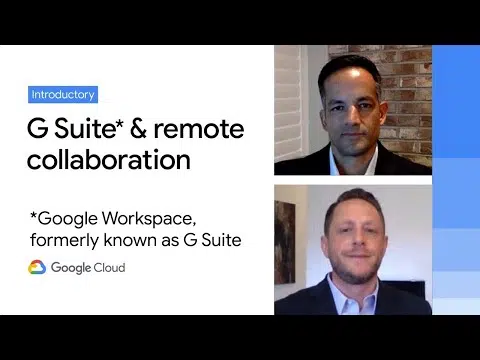 Introductory
G Suite* & remote
collaboration
*Google Workspace,
formerly known as G Suite
Google Cloud